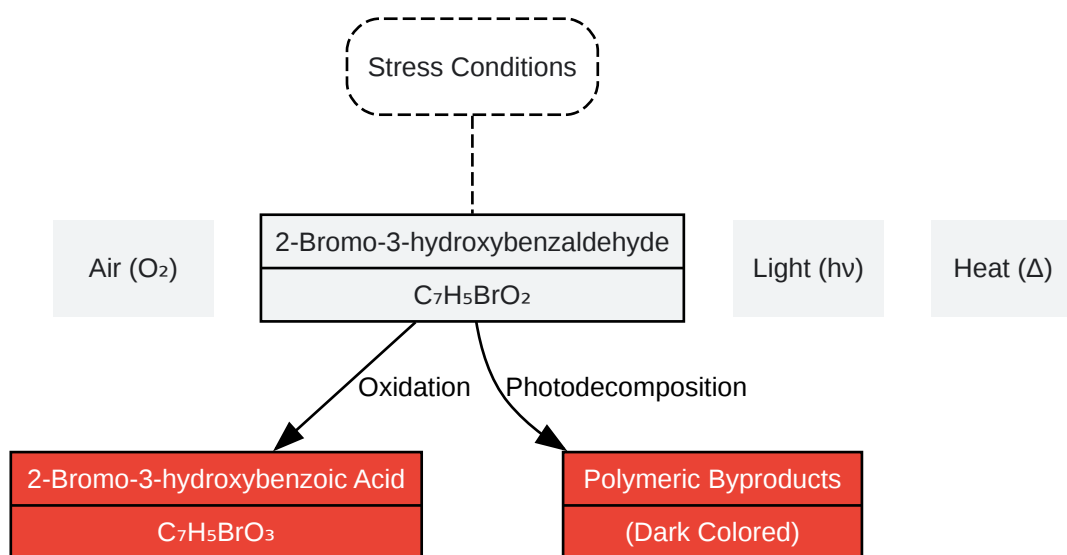 Stress Conditions
Air (O₂)
2-Bromo-3-hydroxybenzaldehyde
C₇H₅BrO₂
Light (hν)
Heat (Δ)
Oxidation
Photodecomposition
2-Bromo-3-hydroxybenzoic Acid
C₇H₅BrO₃
Polymeric Byproducts
(Dark Colored)